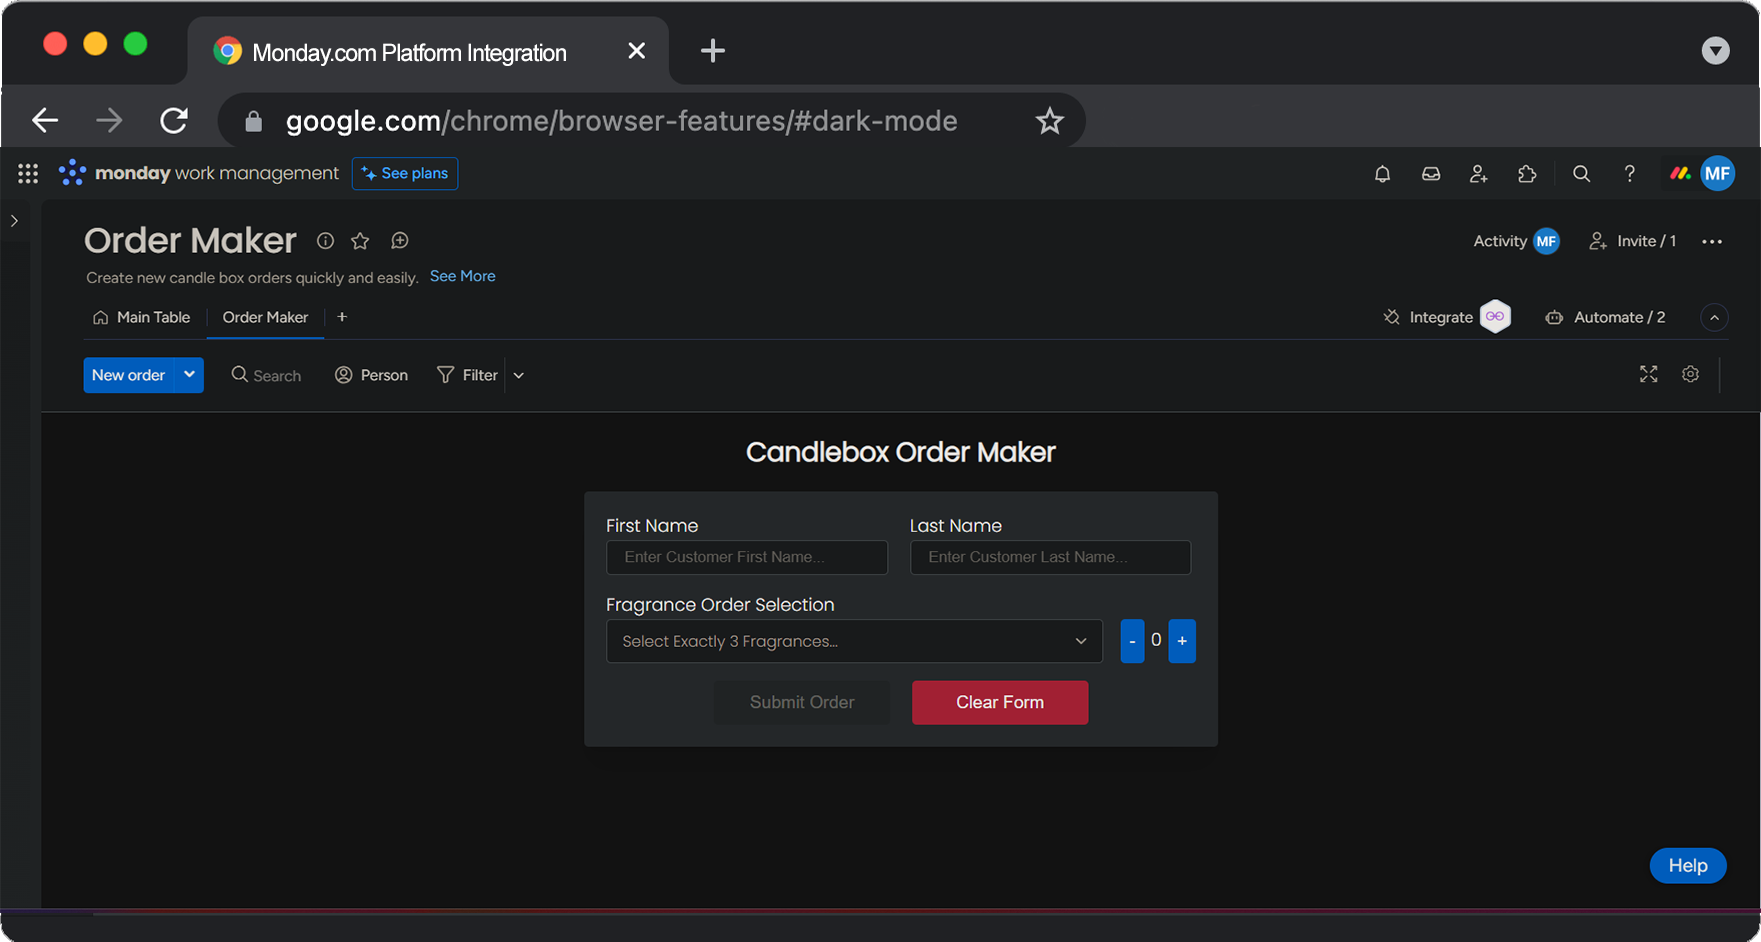 Monday.com Platform Integration
google.com/chrome/browser-features/#dark-mode
monday work management See plans MF
Order Maker Activity MF Invite / 1
Create new candle box orders quickly and easily. See More
Main Table Order Maker + Integrate Automate / 2
New order Search Person Filter
Candlebox Order Maker
First Name Last Name
Enter Customer First Name... Enter Customer Last Name...
Fragrance Order Selection
Select Exactly 3 Fragrances... - 0 +
Submit Order Clear Form
Help